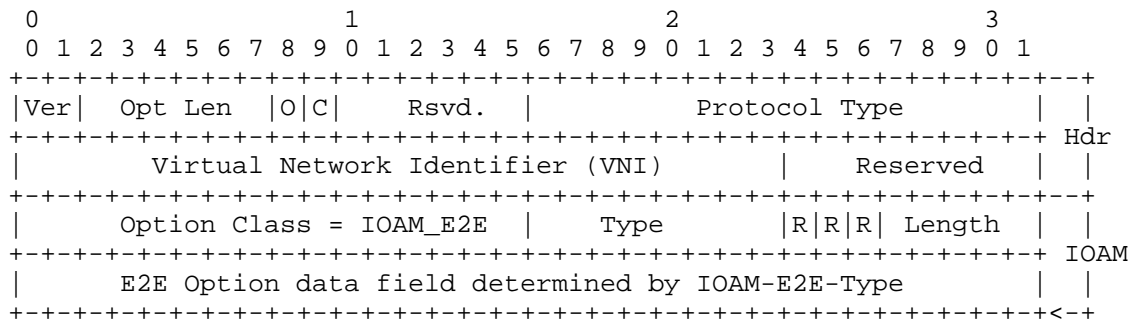 0                   1                   2                   3
 0 1 2 3 4 5 6 7 8 9 0 1 2 3 4 5 6 7 8 9 0 1 2 3 4 5 6 7 8 9 0 1
+-+-+-+-+-+-+-+-+-+-+-+-+-+-+-+-+-+-+-+-+-+-+-+-+-+-+-+-+-+-+-+-+--+
|Ver|  Opt Len  |O|C|    Rsvd.  |          Protocol Type        |  |
+-+-+-+-+-+-+-+-+-+-+-+-+-+-+-+-+-+-+-+-+-+-+-+-+-+-+-+-+-+-+-+-+ Hdr
|        Virtual Network Identifier (VNI)       |    Reserved   |  |
+-+-+-+-+-+-+-+-+-+-+-+-+-+-+-+-+-+-+-+-+-+-+-+-+-+-+-+-+-+-+-+-+--+
|      Option Class = IOAM_E2E  |    Type       |R|R|R| Length  |  |
+-+-+-+-+-+-+-+-+-+-+-+-+-+-+-+-+-+-+-+-+-+-+-+-+-+-+-+-+-+-+-+-+ IOAM
|      E2E Option data field determined by IOAM-E2E-Type        |  |
+-+-+-+-+-+-+-+-+-+-+-+-+-+-+-+-+-+-+-+-+-+-+-+-+-+-+-+-+-+-+-+-+<-+